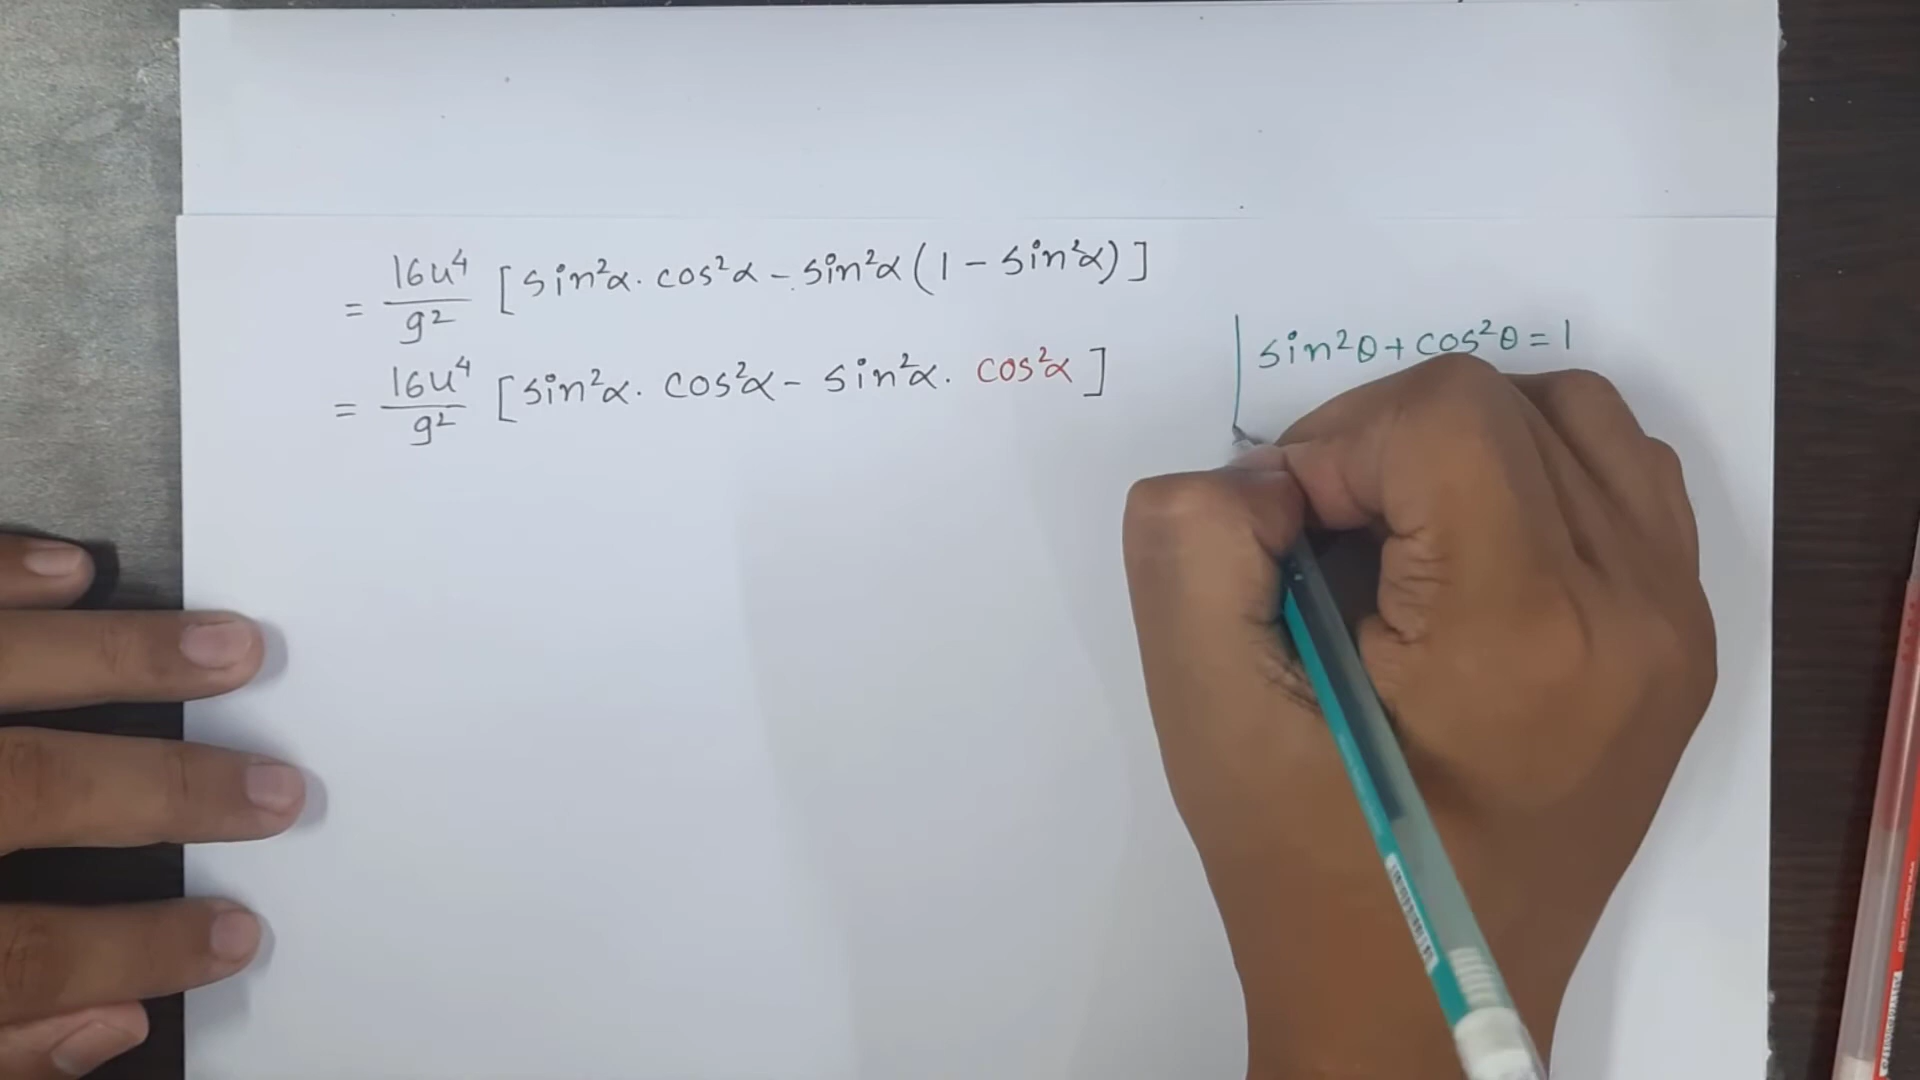 = 16u⁴/g² [sin²α. cos²α - sin²α (1 - sin²α)]
= 16u⁴/g² [sin²α. cos²α - sin²α. cos²α]
sin²θ + cos²θ = 1